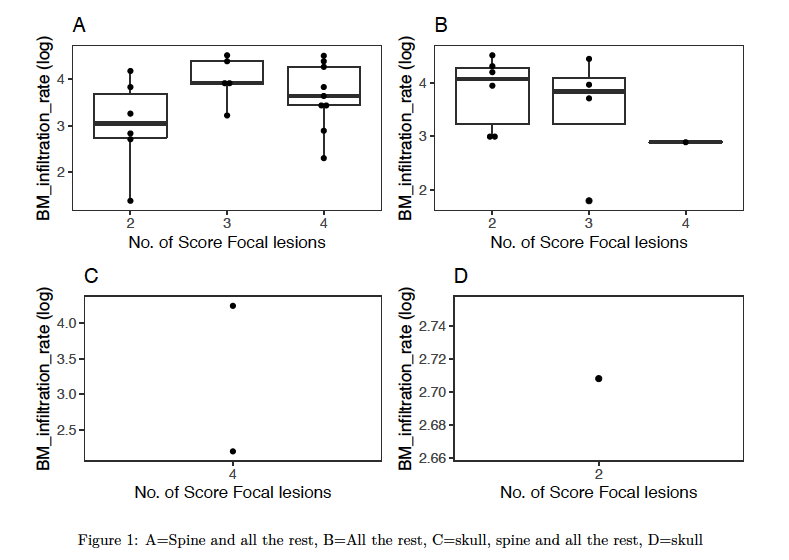 A
BM_infiltration_rate (log)
4
3
2
2
3
4
No. of Score Focal lesions
B
BM_infiltration_rate (log)
4
3
2
2
3
4
No. of Score Focal lesions
C
BM_infiltration_rate (log)
4.0
3.5
3.0
2.5
4
No. of Score Focal lesions
D
BM_infiltration_rate (log)
2.74
2.72
2.70
2.68
2.66
2
No. of Score Focal lesions
Figure 1: A=Spine and all the rest, B=All the rest, C=skull, spine and all the rest, D=skull